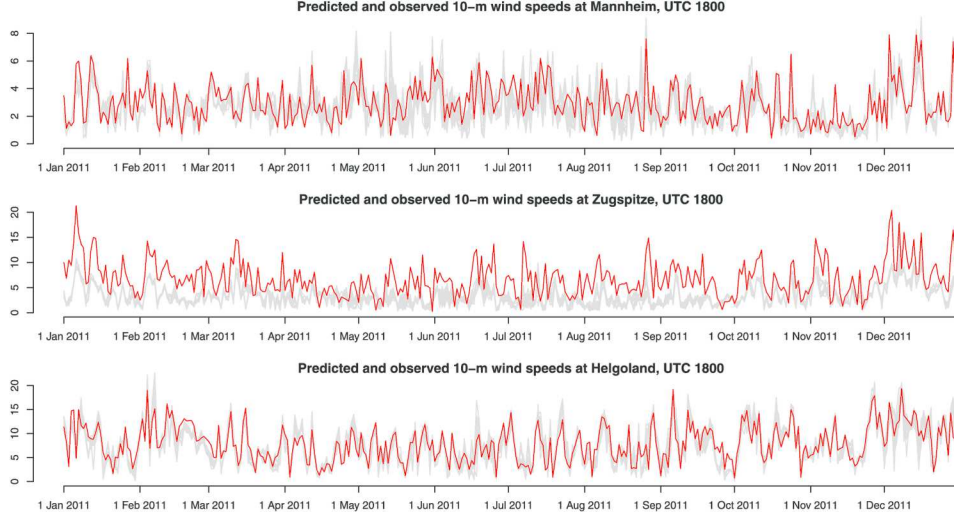 Predicted and observed 10−m wind speeds at Mannheim, UTC 1800
8
6
4
2
0
1 Jan 2011 1 Feb 2011 1 Mar 2011 1 Apr 2011 1 May 2011 1 Jun 2011 1 Jul 2011 1 Aug 2011 1 Sep 2011 1 Oct 2011 1 Nov 2011 1 Dec 2011
Predicted and observed 10−m wind speeds at Zugspitze, UTC 1800
20
15
10
5
0
1 Jan 2011 1 Feb 2011 1 Mar 2011 1 Apr 2011 1 May 2011 1 Jun 2011 1 Jul 2011 1 Aug 2011 1 Sep 2011 1 Oct 2011 1 Nov 2011 1 Dec 2011
Predicted and observed 10−m wind speeds at Helgoland, UTC 1800
20
15
10
5
0
1 Jan 2011 1 Feb 2011 1 Mar 2011 1 Apr 2011 1 May 2011 1 Jun 2011 1 Jul 2011 1 Aug 2011 1 Sep 2011 1 Oct 2011 1 Nov 2011 1 Dec 2011